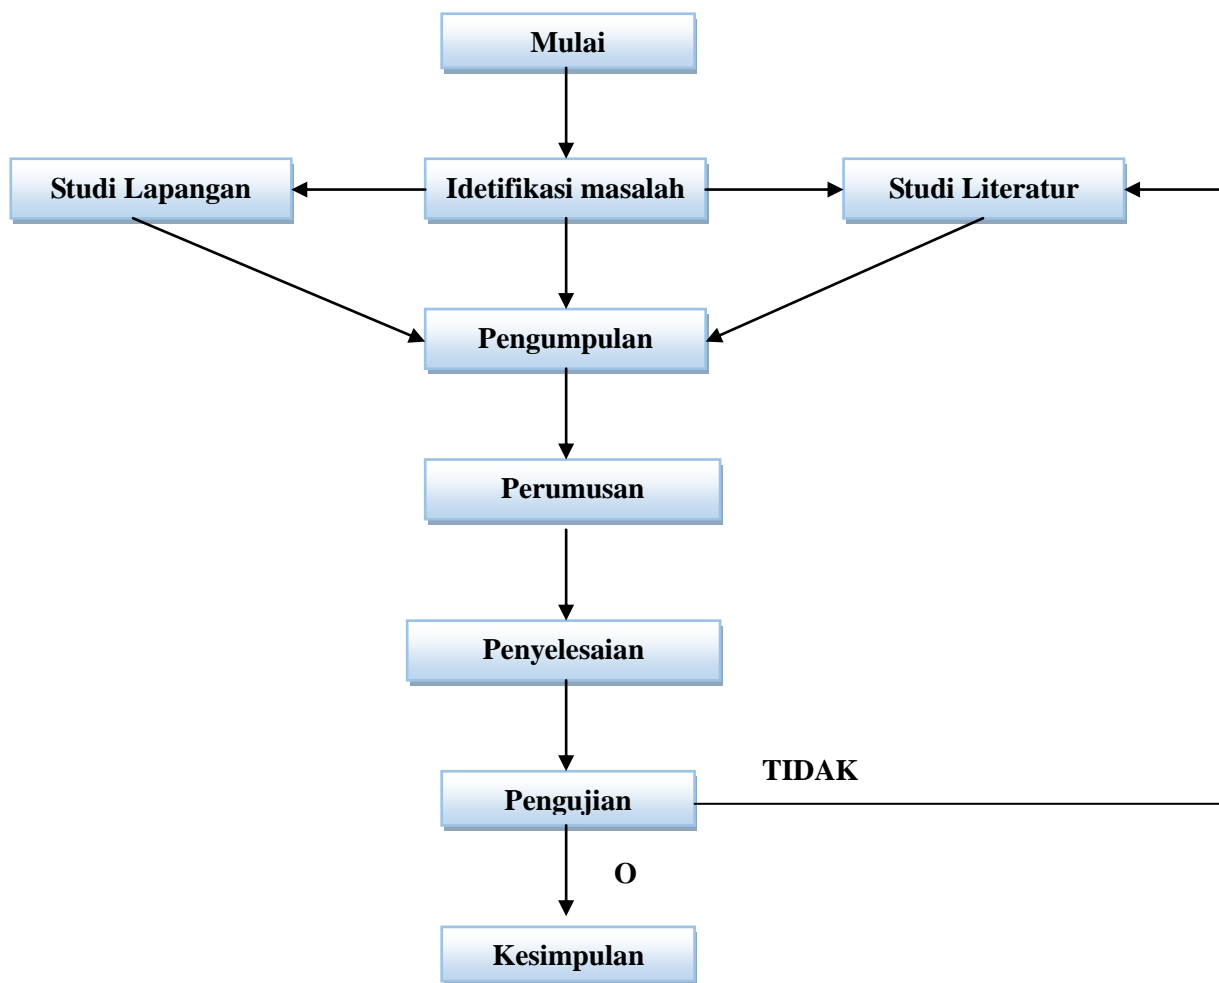 Mulai
Studi Lapangan
Idetifikasi masalah
Studi Literatur
Pengumpulan
Perumusan
Penyelesaian
Pengujian
TIDAK
O
Kesimpulan